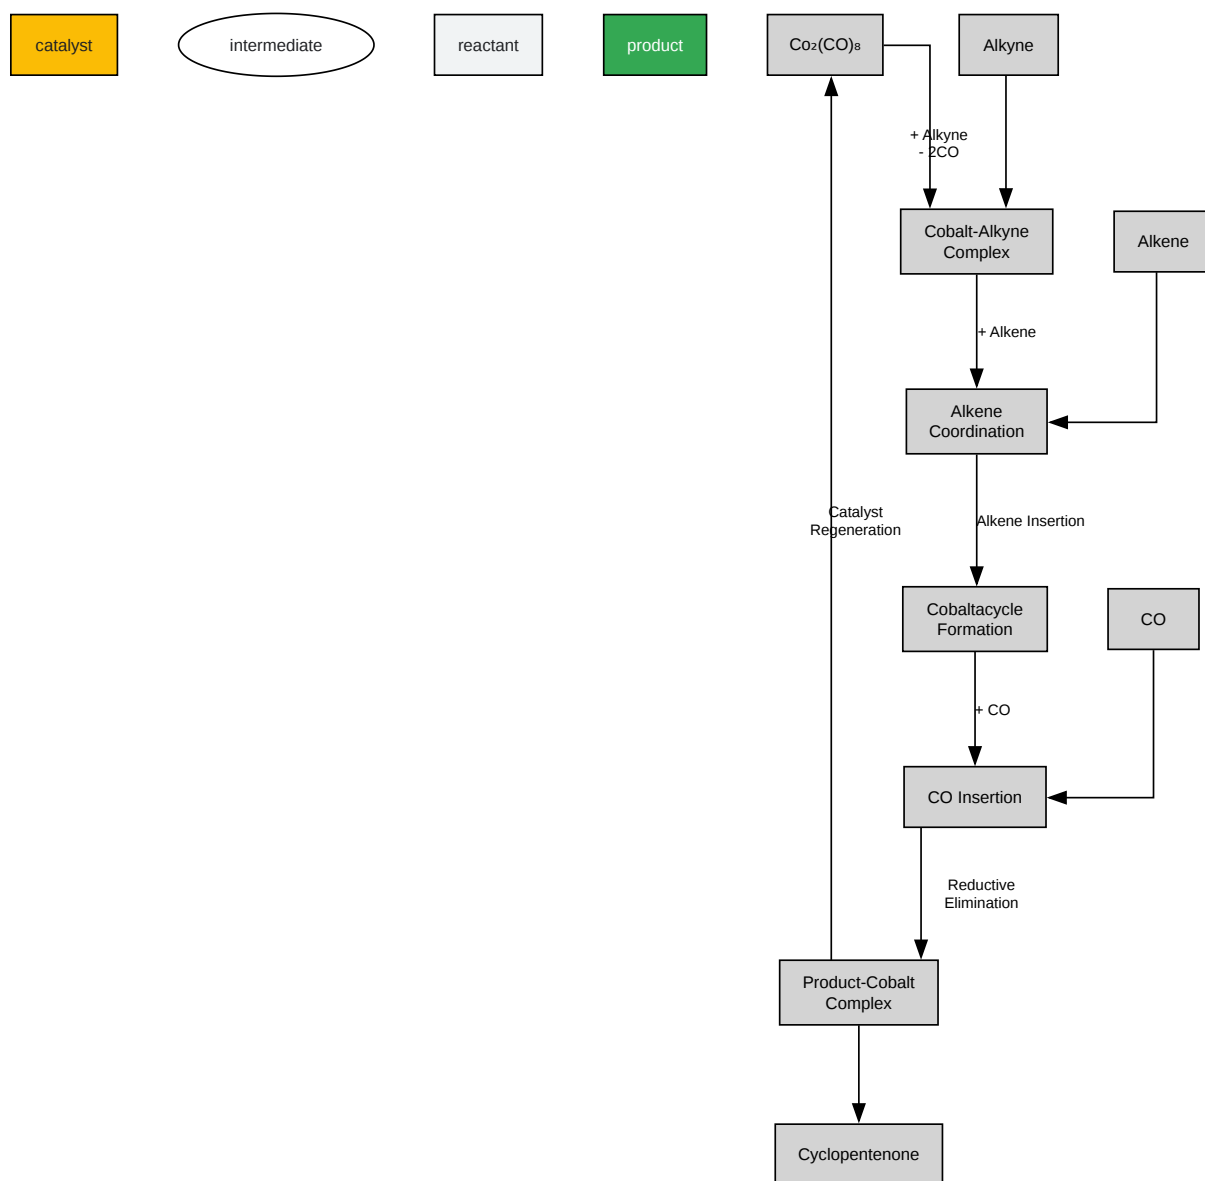 catalyst
intermediate
reactant
product
Co₂(CO)₈
Alkyne
+ Alkyne
- 2CO
Cobalt-Alkyne
Complex
Alkene
+ Alkene
Alkene
Coordination
Catalyst
Regeneration
Alkene Insertion
Cobaltacycle
Formation
CO
+ CO
CO Insertion
Reductive
Elimination
Product-Cobalt
Complex
Cyclopentenone